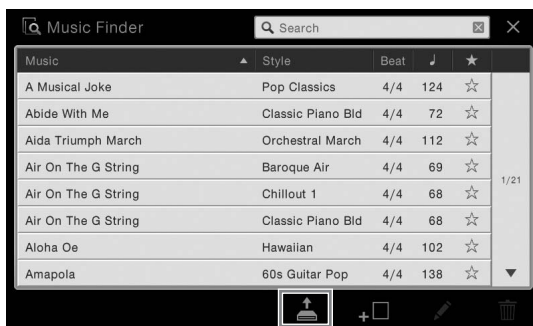 Music Finder Search
Music Style Beat ♩ ★
A Musical Joke Pop Classics 4/4 124 ☆
Abide With Me Classic Piano Bld 4/4 72 ☆
Aida Triumph March Orchestral March 4/4 112 ☆
Air On The G String Baroque Air 4/4 69 ☆
1/21
Air On The G String Chillout 1 4/4 68 ☆
Air On The G String Classic Piano Bld 4/4 68 ☆
Aloha Oe Hawaiian 4/4 102 ☆
Amapola 60s Guitar Pop 4/4 138 ☆